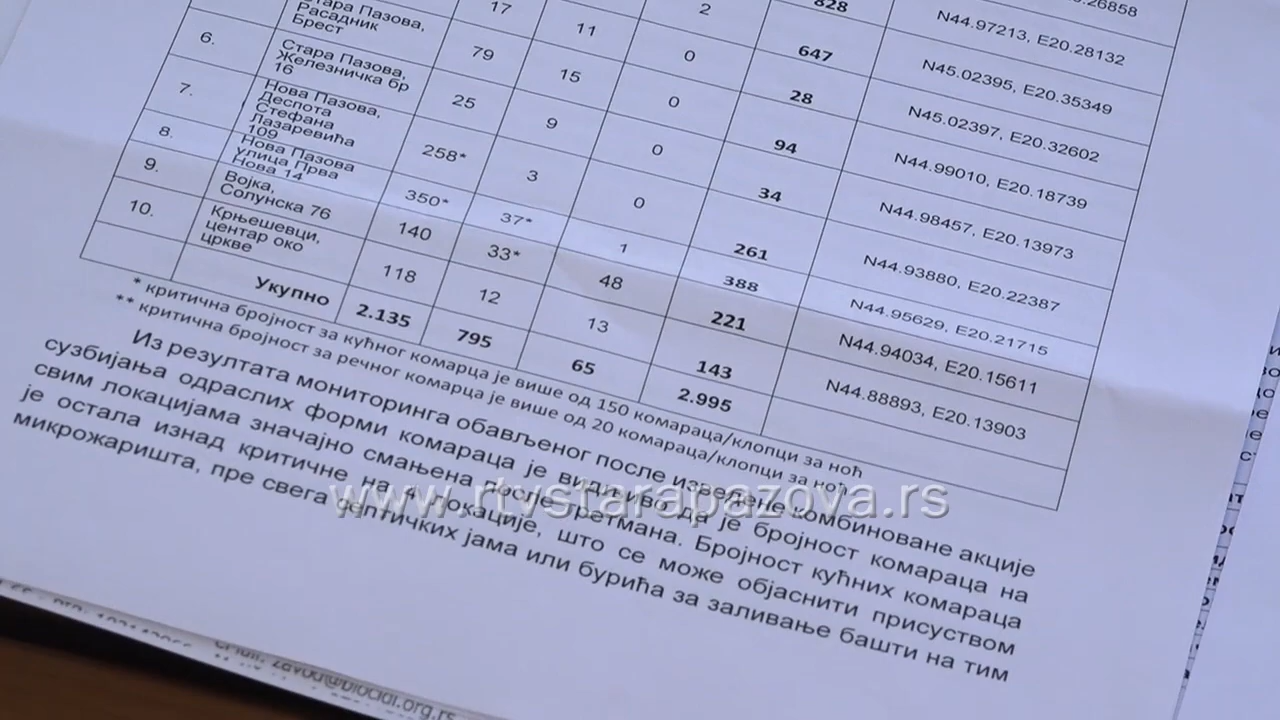 828 N44.97213, E20.28132
Стара Пазова, Расадник Брест 17 11 2 647 N45.02395, E20.35349
6. Стара Пазова, Железничка бр 16 79 15 0 28 N45.02397, E20.32602
7. Нова Пазова, Деспота Стефана Лазаревића 109 25 9 0 94 N44.99010, E20.18739
8. Нова Пазова улица Прва Нова 14 258* 3 0 34 N44.98457, E20.13973
9. Војка, Солунска 76 350* 37* 0 261 N44.93880, E20.22387
10. Крњешевци, центар око цркве 140 33* 1 388 N44.95629, E20.21715
118 12 48 221 N44.94034, E20.15611
Укупно 2.135 795 13 143 N44.88893, E20.13903
65 2.995
* критична бројност за кућног комарца је више од 150 комараца/клопци за ноћ
** критична бројност за речног комарца је више од 20 комараца/клопци за ноћ
Из резултата мониторинга обављеног после изведене комбиноване акције
сузбијања одраслих форми комараца је видљиво да је бројност комараца на
свим локацијама значајно смањена после третмана. Бројност кућних комараца
је остала изнад критичне на 4 локације, што се може објаснити присуством
микрожаришта, пре свега септичких јама или бурића за заливање башти на тим
www.rtvstarapazova.rs
zavod@biocidi.org.rs